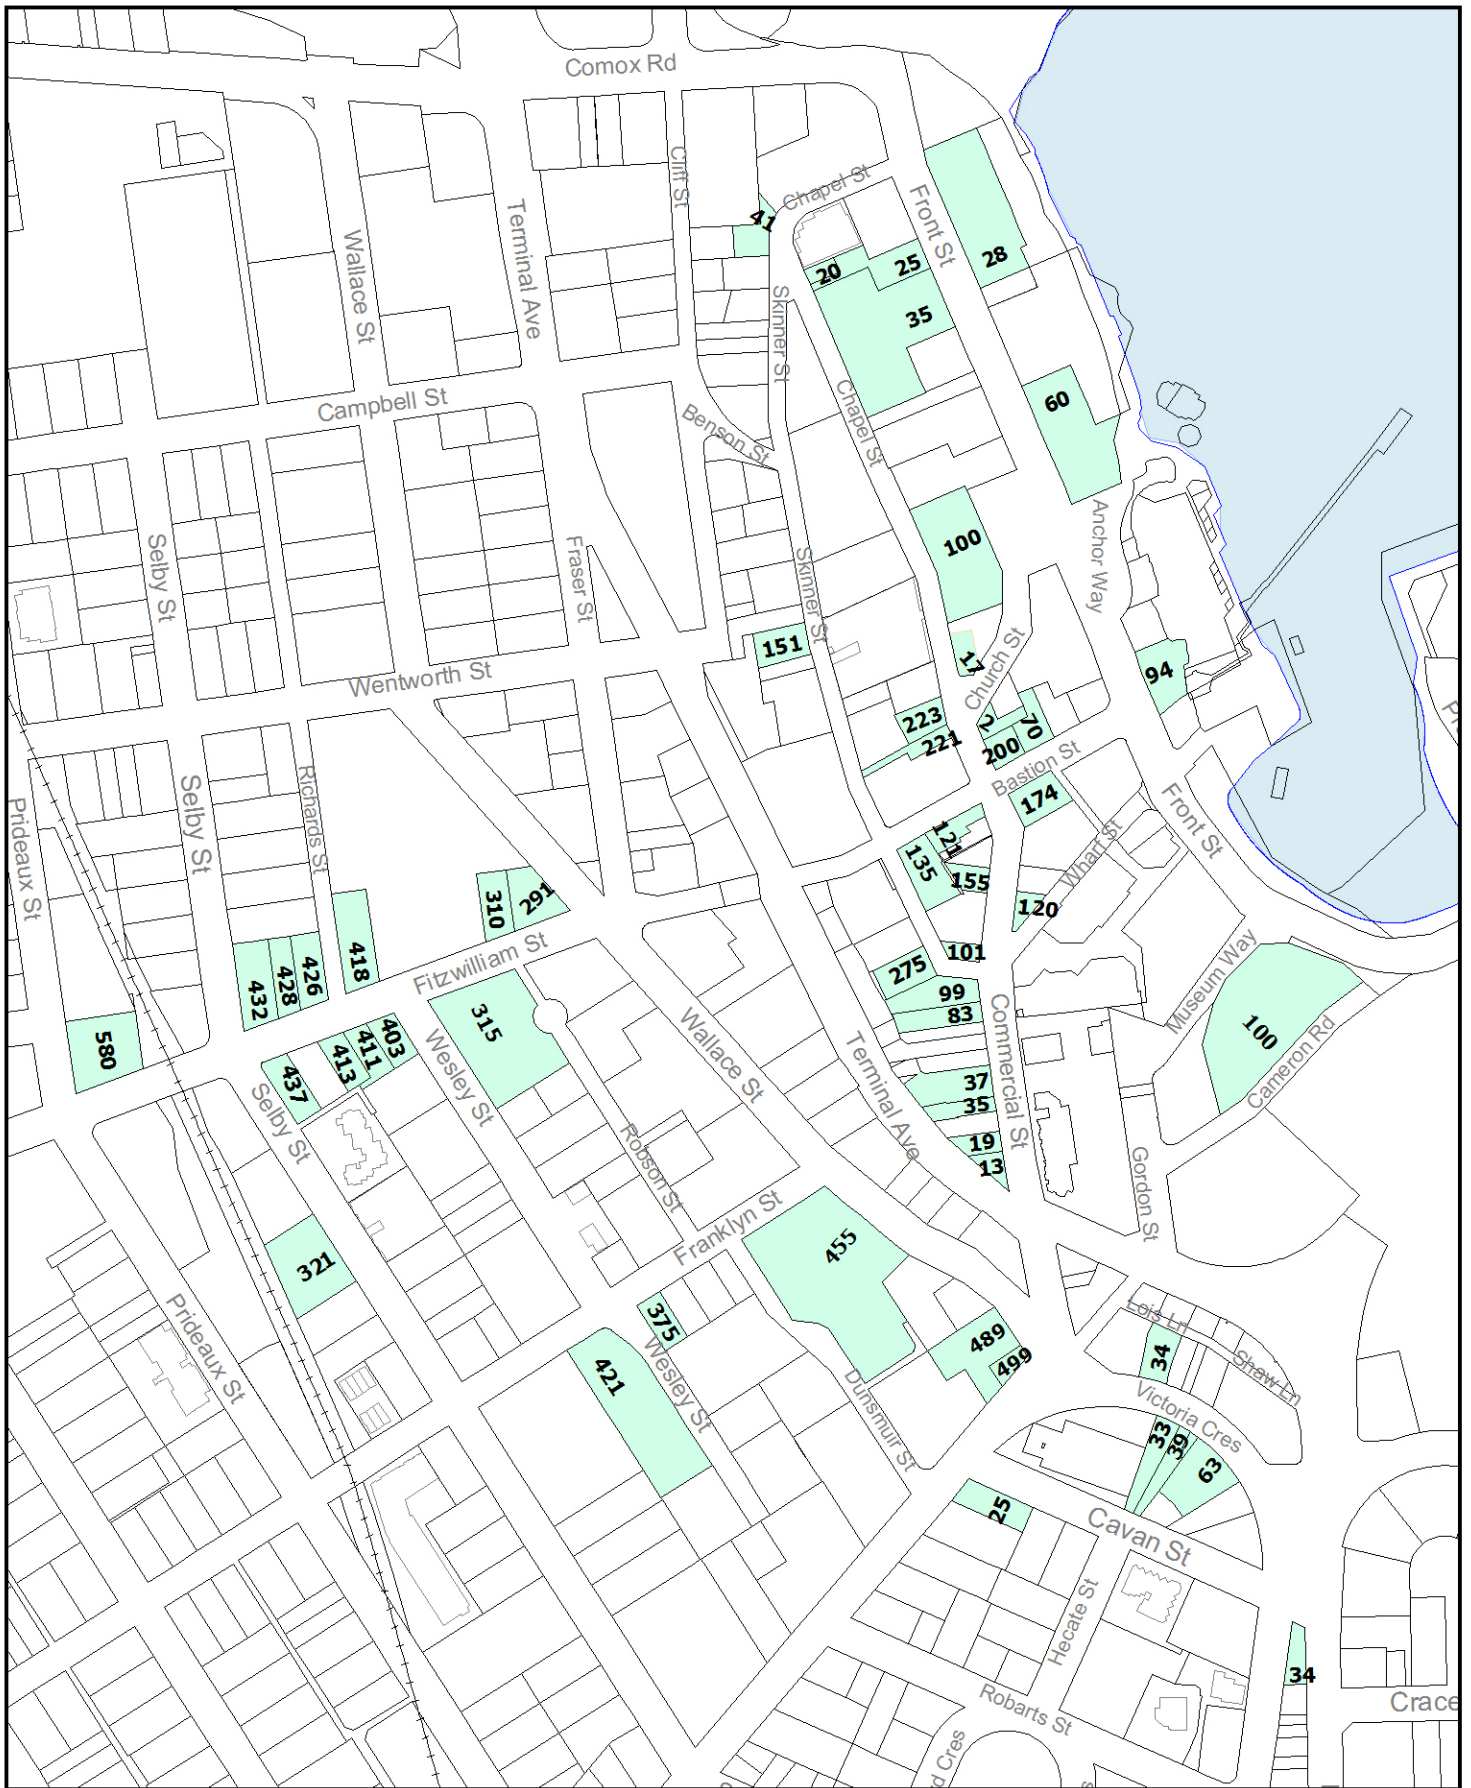 Comox Rd
Cliff St
Chapel St
41
Front St
Terminal Ave
Wallace St
28
25
20
35
Skinner St
Campbell St
Chapel St
60
Benson St
Anchor Way
100
Selby St
Fraser St
Skinner St
151
17
Church St
94
Wentworth St
223
2
70
221
200
Bastion St
Richards St
Selby St
Prideaux St
174
Front St
121
Wharf St
135
155
310
291
120
418
Fitzwilliam St
426
428
432
101
275
Museum Way
99
83
315
Wallace St
Commercial St
100
580
403
411
413
Wesley St
Terminal Ave
Cameron Rd
437
Selby St
37
35
Robson St
19
13
Gordon St
Franklyn St
455
321
Prideaux St
375
Lois Ln
489
499
34
Shaw Ln
421
Wesley St
Dunsmuir St
Victoria Cres
33
39
63
25
Cavan St
Hecate St
34
Robarts St
Crace
d Cres